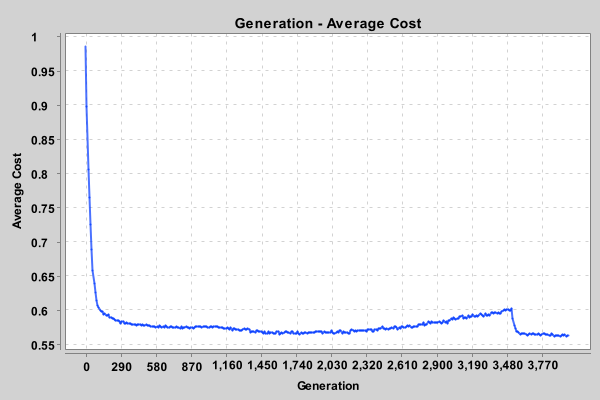 Generation - Average Cost
1
0.95
0.9
0.85
0.8
0.75
0.7
0.65
0.6
0.55
Average Cost
0 290 580 870 1,160 1,450 1,740 2,030 2,320 2,610 2,900 3,190 3,480 3,770
Generation